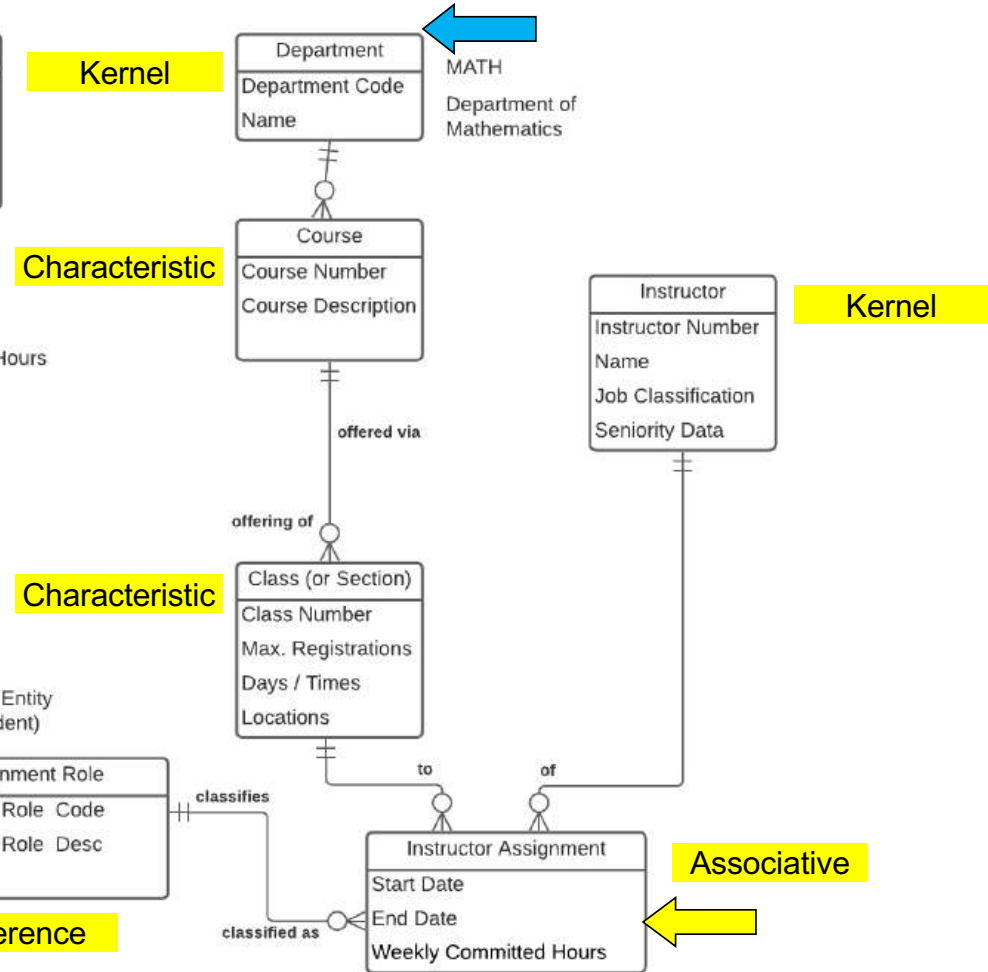 Kernel
Department
Department Code
Name
MATH
Department of
Mathematics
Characteristic
Course
Course Number
Course Description
Instructor
Instructor Number
Name
Job Classification
Seniority Data
Kernel
Hours
offered via
offering of
Characteristic
Class (or Section)
Class Number
Max. Registrations
Days / Times
Locations
Entity
to
of
Role
Role Code
Role Desc
classifies
classified as
Instructor Assignment
Start Date
End Date
Weekly Committed Hours
Associative